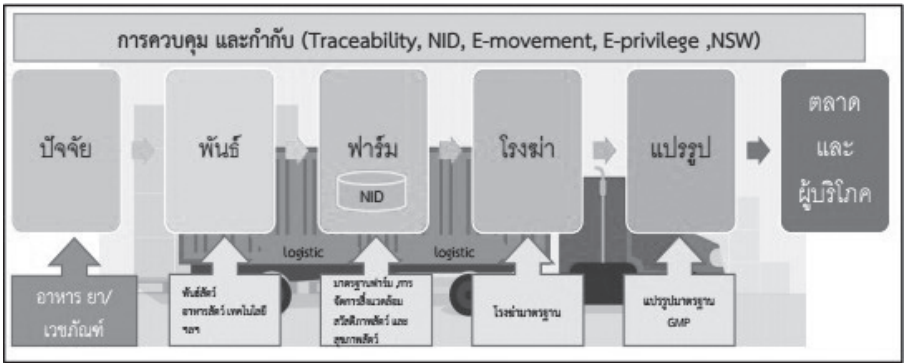 การควบคุม และกำกับ (Traceability, NID, E-movement, E-privilege ,NSW)
ปัจจัย
พันธ์
ฟาร์ม
NID
โรงฆ่า
แปรรูป
ตลาด
และ
ผู้บริโภค
logistic
logistic
อาหาร ยา/
เวชภัณฑ์
พันธ์สัตว์
อาหารสัตว์ เทคโนโลยี
ฯลฯ
มาตรฐานฟาร์ม ,การ
จัดการสิ่งแวดล้อม
สวัสดิภาพสัตว์ และ
สุขภาพสัตว์
โรงฆ่ามาตรฐาน
แปรรูปมาตรฐาน
GMP